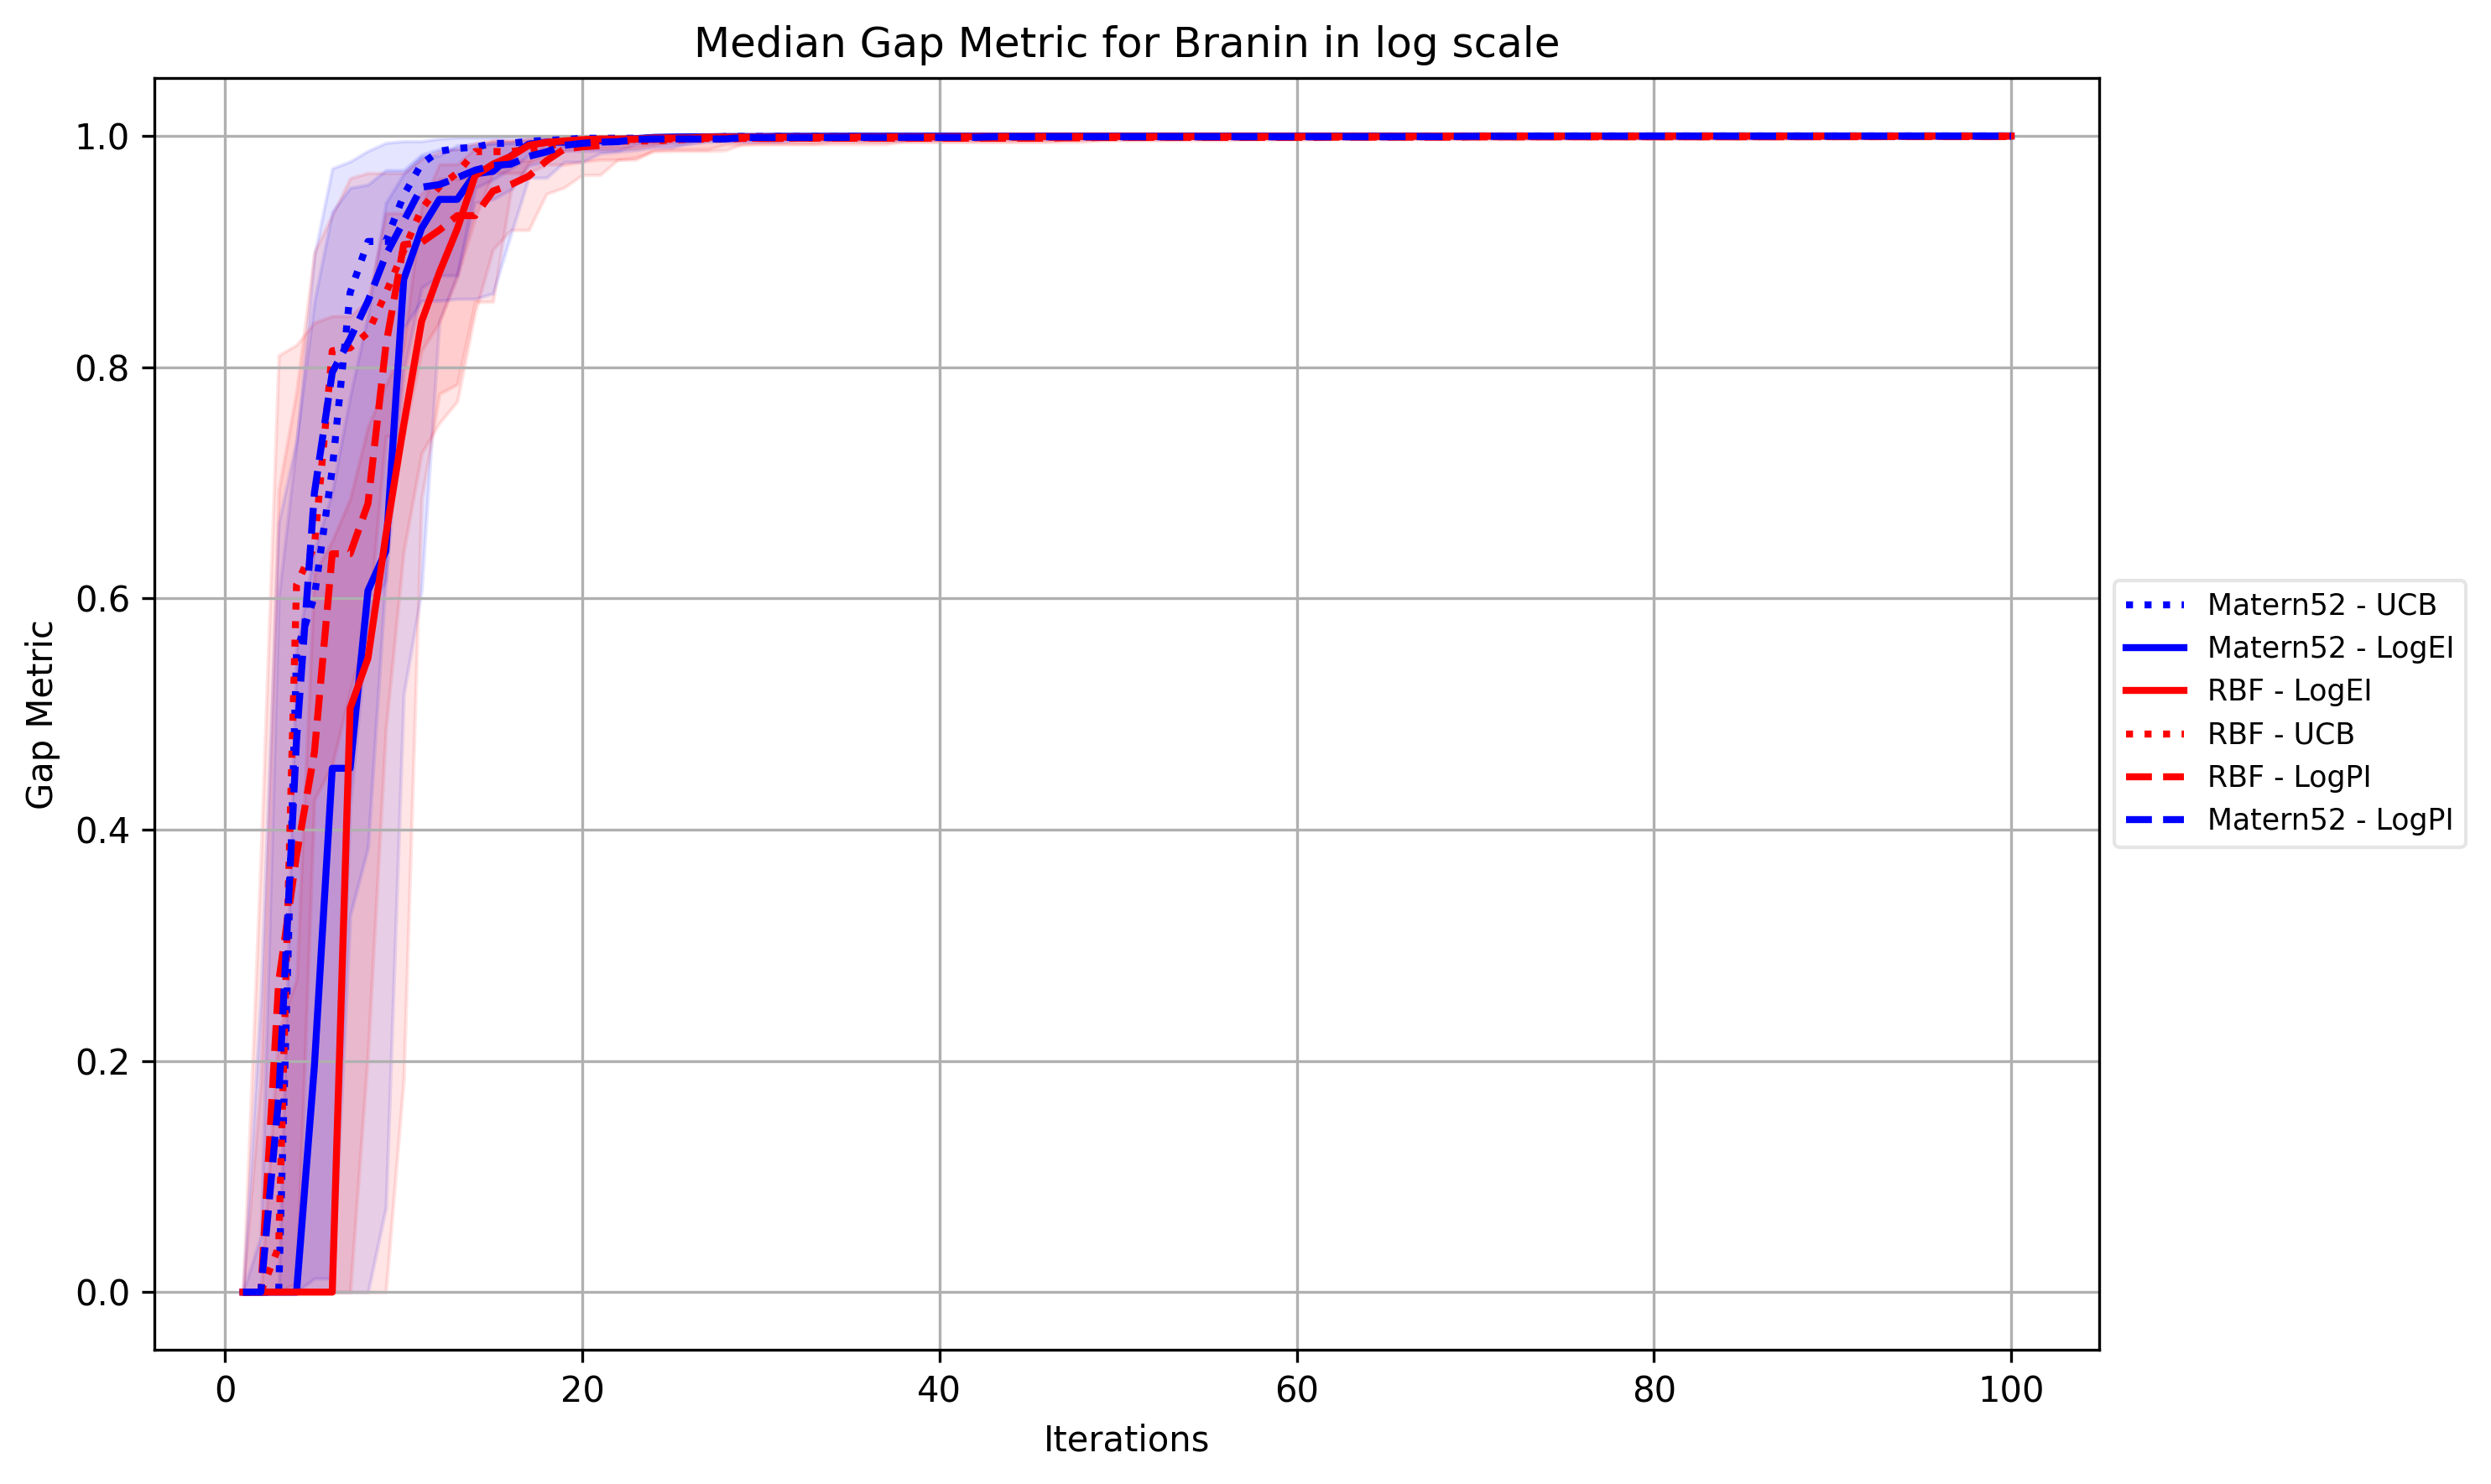 Median Gap Metric for Branin in log scale
Gap Metric
1.0
0.8
0.6
0.4
0.2
0.0
0 20 40 60 80 100
Iterations
Matern52 - UCB
Matern52 - LogEI
RBF - LogEI
RBF - UCB
RBF - LogPI
Matern52 - LogPI